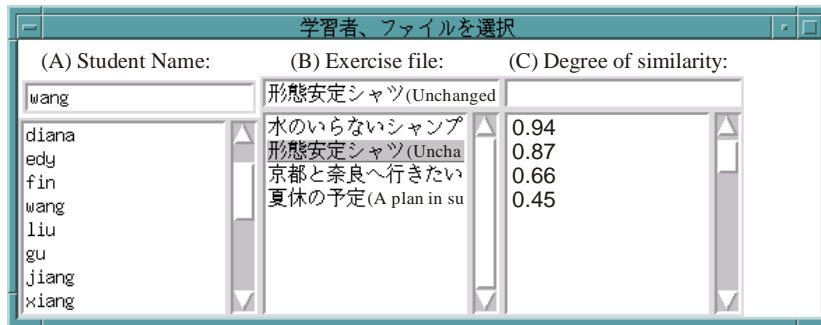 学習者、ファイルを選択
(A) Student Name:
(B) Exercise file:
(C) Degree of similarity:
wang
形態安定シャツ(Unchanged
diana
edy
fin
wang
liu
gu
jiang
xiang
水のいらないシャンプ
形態安定シャツ(Uncha
京都と奈良へ行きたい
夏休の予定(A plan in su
0.94
0.87
0.66
0.45